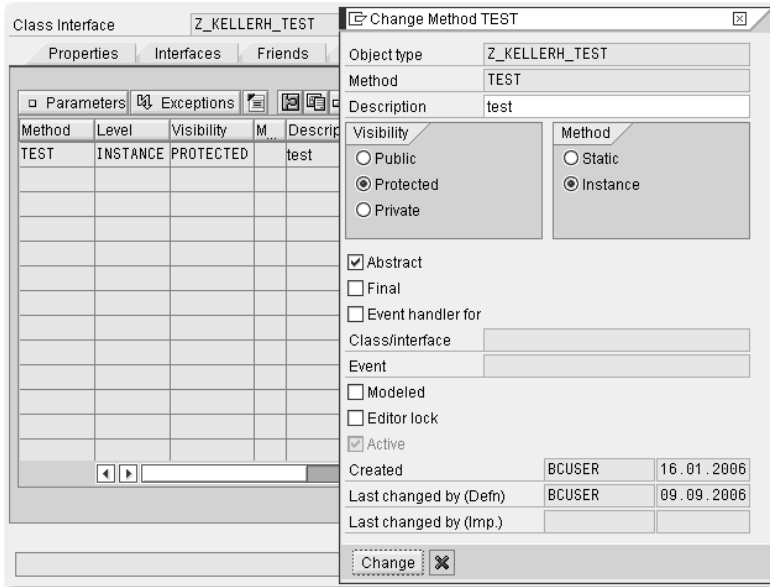 Class Interface Z_KELLERH_TEST
Properties Interfaces Friends
Parameters Exceptions
Method Level Visibility M... Descrip
TEST INSTANCE PROTECTED test
Change Method TEST
Object type Z_KELLERH_TEST
Method TEST
Description test
Visibility
Public
Protected
Private
Method
Static
Instance
Abstract
Final
Event handler for
Class/interface
Event
Modeled
Editor lock
Active
Created BCUSER 16.01.2006
Last changed by (Defn) BCUSER 09.09.2006
Last changed by (Imp.)
Change